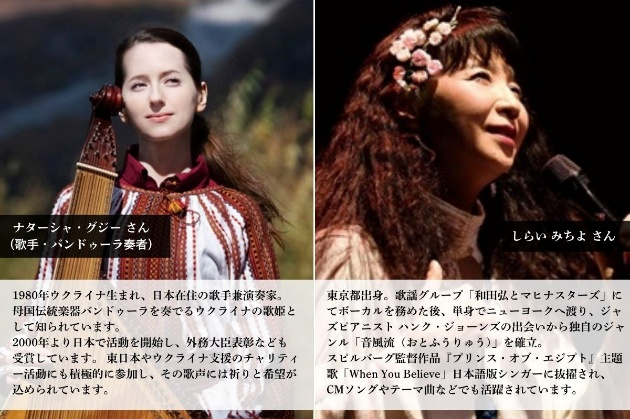 ナターシャ・グジー さん
（歌手・バンドゥーラ奏者）
1980年ウクライナ生まれ、日本在住の歌手兼演奏家。
母国伝統楽器バンドゥーラを奏でるウクライナの歌姫と
して知られています。
2000年より日本で活動を開始し、外務大臣表彰なども
受賞しています。 東日本やウクライナ支援のチャリティ
ー活動にも積極的に参加し、その歌声には祈りと希望が
込められています。
しらい みちよ さん
東京都出身。歌謡グループ「和田弘とマヒナスターズ」に
てボーカルを務めた後、単身でニューヨークへ渡り、ジャ
ズピアニスト ハンク・ジョーンズの出会いから独自のジャ
ンル「音風流（おとふうりゅう）」を確立。
スピルバーグ監督作品『プリンス・オブ・エジプト』主題
歌「When You Believe」日本語版シンガーに抜擢され、
CMソングやテーマ曲などでも活躍されています。